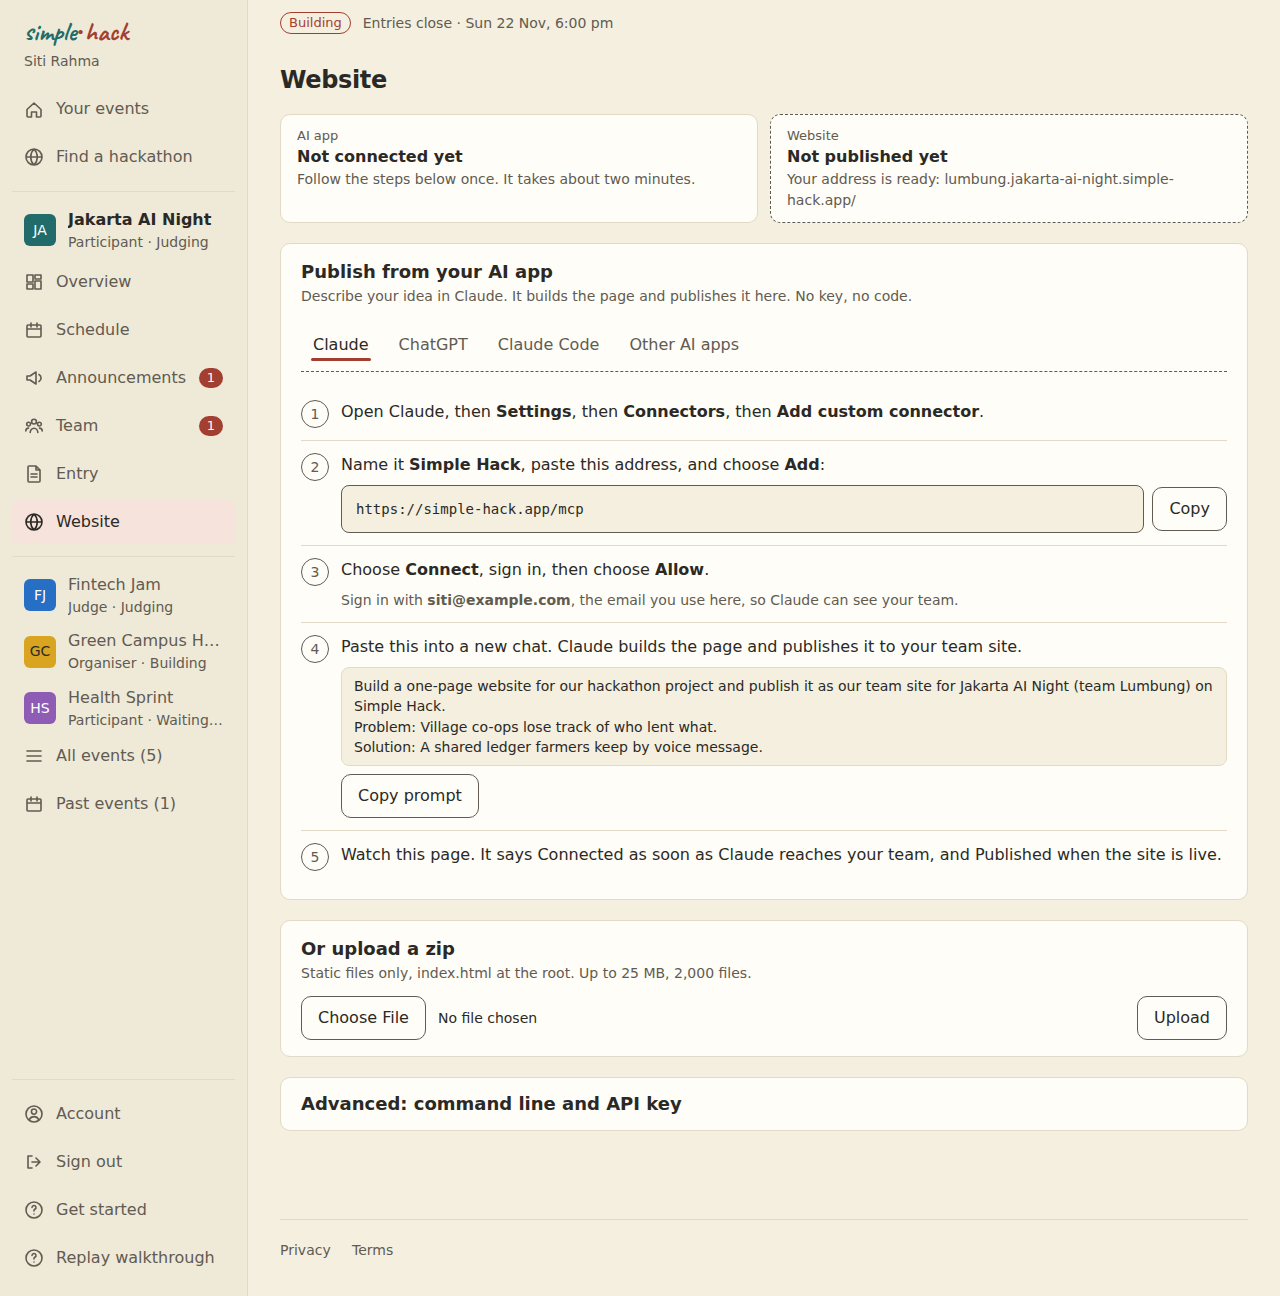 simple·hack
Siti Rahma
Your events
Find a hackathon
JA
Jakarta AI Night
Participant · Judging
Overview
Schedule
Announcements 1
Team 1
Entry
Website
FJ
Fintech Jam
Judge · Judging
GC
Green Campus H…
Organiser · Building
HS
Health Sprint
Participant · Waiting…
All events (5)
Past events (1)
Account
Sign out
Get started
Replay walkthrough
Building
Entries close · Sun 22 Nov, 6:00 pm
Website
AI app
Not connected yet
Follow the steps below once. It takes about two minutes.
Website
Not published yet
Your address is ready: lumbung.jakarta-ai-night.simple-
hack.app/
Publish from your AI app
Describe your idea in Claude. It builds the page and publishes it here. No key, no code.
Claude ChatGPT Claude Code Other AI apps
1 Open Claude, then Settings, then Connectors, then Add custom connector.
2 Name it Simple Hack, paste this address, and choose Add:
https://simple-hack.app/mcp
Copy
3 Choose Connect, sign in, then choose Allow.
Sign in with siti@example.com, the email you use here, so Claude can see your team.
4 Paste this into a new chat. Claude builds the page and publishes it to your team site.
Build a one-page website for our hackathon project and publish it as our team site for Jakarta AI Night (team Lumbung) on
Simple Hack.
Problem: Village co-ops lose track of who lent what.
Solution: A shared ledger farmers keep by voice message.
Copy prompt
5 Watch this page. It says Connected as soon as Claude reaches your team, and Published when the site is live.
Or upload a zip
Static files only, index.html at the root. Up to 25 MB, 2,000 files.
Choose File No file chosen
Upload
Advanced: command line and API key
Privacy Terms